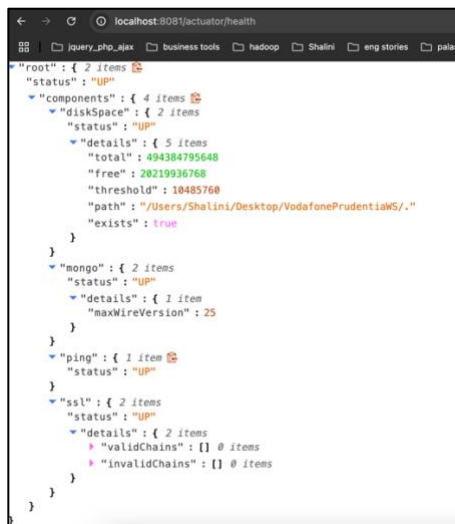 localhost:8081/actuator/health
jquery_php_ajax business tools hadoop Shalini eng stories pala
"root" : { 2 items
"status" : "UP"
"components" : { 4 items
"diskSpace" : { 2 items
"status" : "UP"
"details" : { 5 items
"total" : 494384795648
"free" : 20219936768
"threshold" : 10485760
"path" : "/Users/Shalini/Desktop/VodafonePrudentiaWS/."
"exists" : true
}
}
"mongo" : { 2 items
"status" : "UP"
"details" : { 1 item
"maxWireVersion" : 25
}
}
"ping" : { 1 item
"status" : "UP"
}
"ssl" : { 2 items
"status" : "UP"
"details" : { 2 items
"validChains" : [] 0 items
"invalidChains" : [] 0 items
}
}
}
}